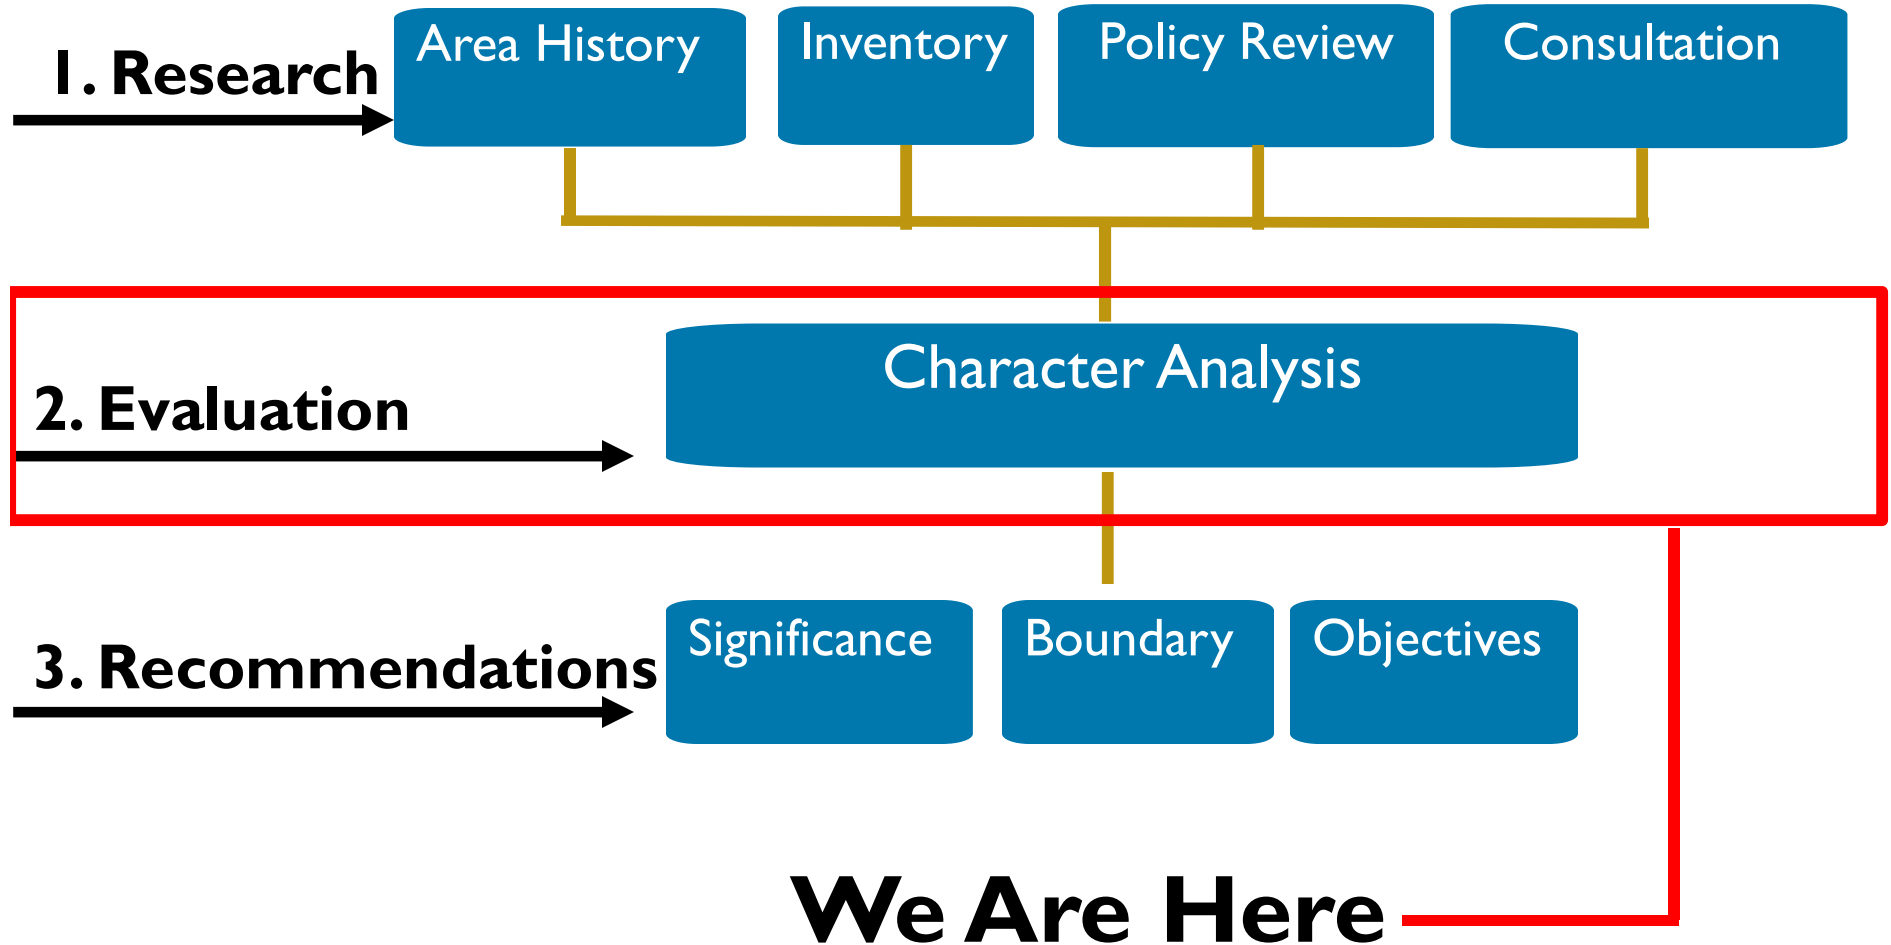 1. Research
Area History
Inventory
Policy Review
Consultation
2. Evaluation
Character Analysis
3. Recommendations
Significance
Boundary
Objectives
We Are Here